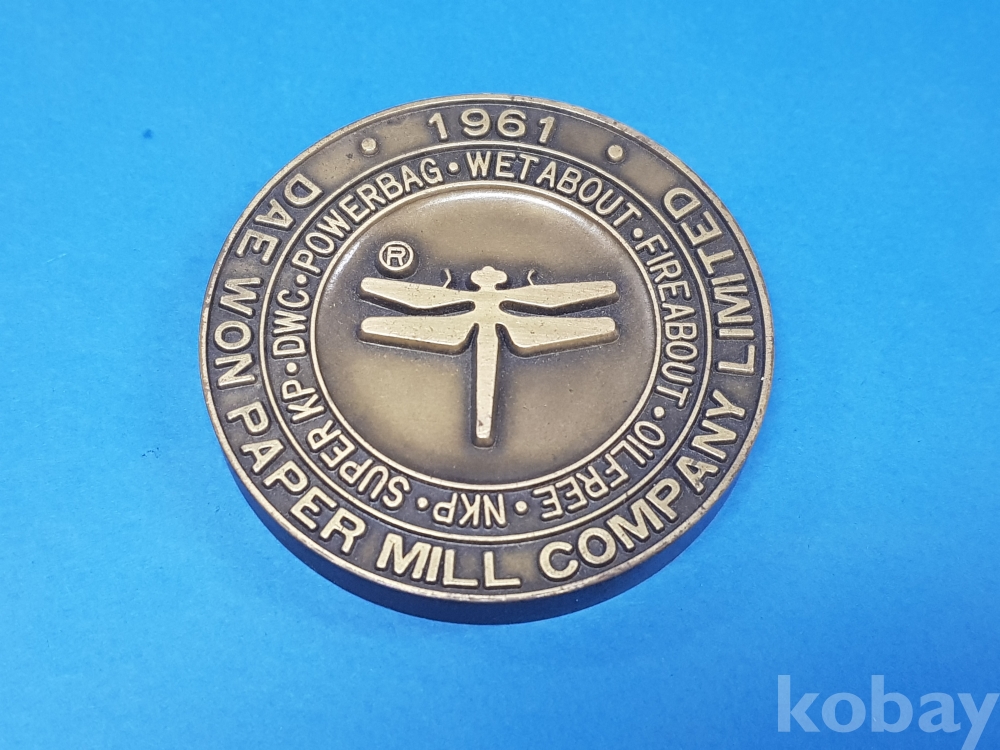 1961
DAE WON PAPER MILL COMPANY LIMITED
POWERBAG · WETABOUT · FIREABOUT · OILFREE · NKP · SUPER KP · DWC ·
®
kobay